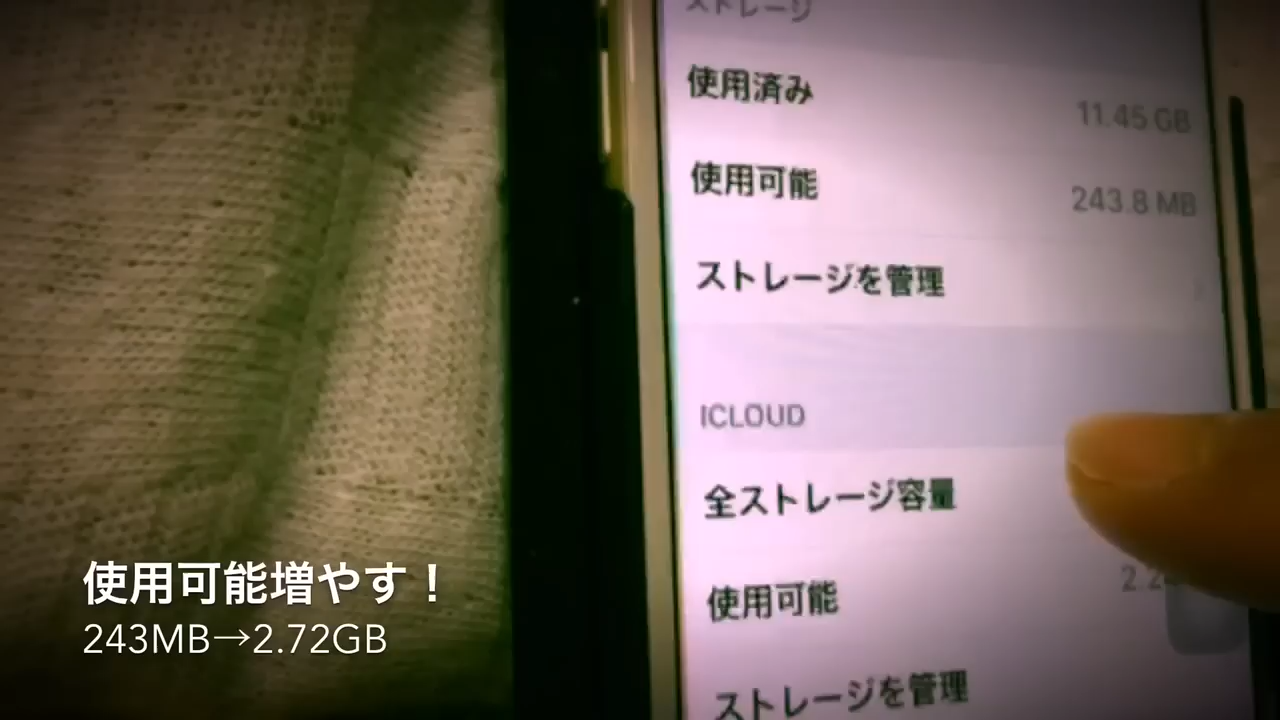 ストレージ
使用済み
11.45 GB
使用可能
243.8 MB
ストレージを管理
ICLOUD
全ストレージ容量
使用可能
ストレージを管理
使用可能増やす！
243MB→2.72GB